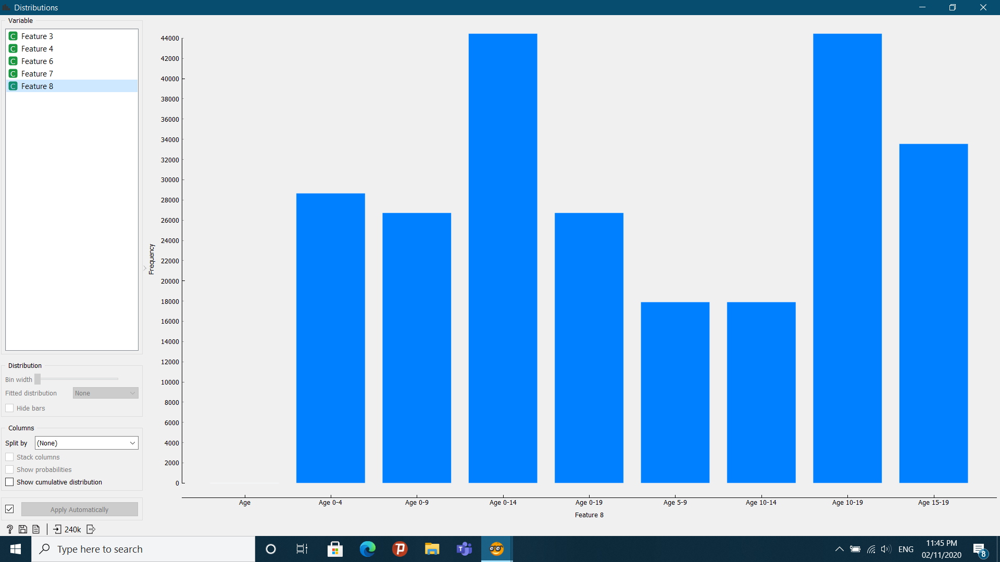 Distributions
Variable
C Feature 3
C Feature 4
C Feature 6
C Feature 7
C Feature 8
Distribution
Bin width
Fitted distribution None
Hide bars
Columns
Split by (None)
Stack columns
Show probabilities
Show cumulative distribution
Apply Automatically
? 240k
44000
42000
40000
38000
36000
34000
32000
30000
28000
26000
24000
22000
20000
18000
16000
14000
12000
10000
8000
6000
4000
2000
0
Frequency
Age Age 0-4 Age 0-9 Age 0-14 Age 0-19 Age 5-9 Age 10-14 Age 10-19 Age 15-19
Feature 8
Type here to search
ENG
11:45 PM
02/11/2020
8